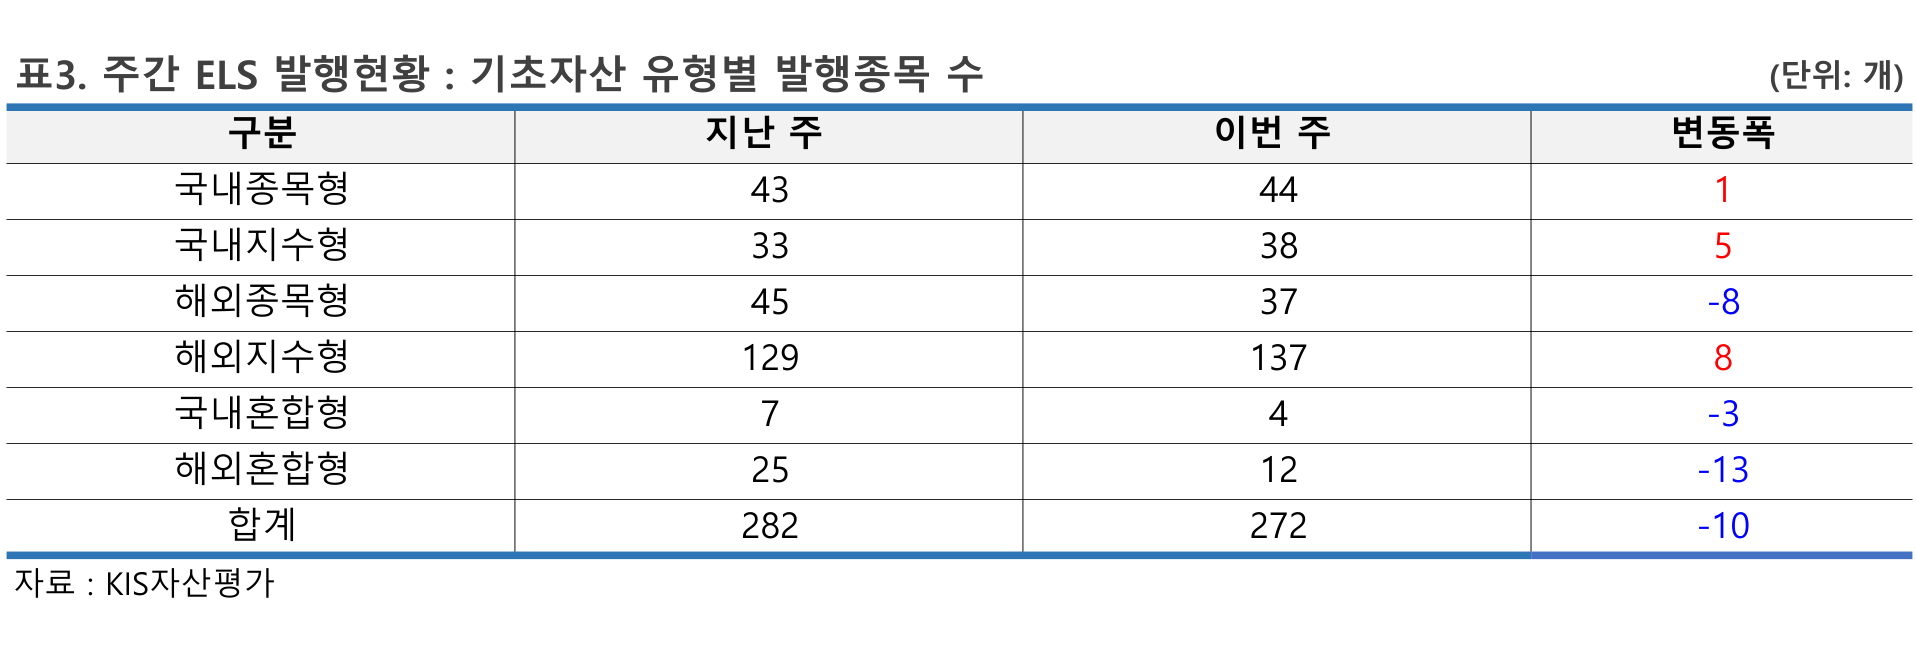 표3. 주간 ELS 발행현황 : 기초자산 유형별 발행종목 수 (단위: 개)
구분 지난 주 이번 주 변동폭
국내종목형 43 44 1
국내지수형 33 38 5
해외종목형 45 37 -8
해외지수형 129 137 8
국내혼합형 7 4 -3
해외혼합형 25 12 -13
합계 282 272 -10
자료 : KIS자산평가